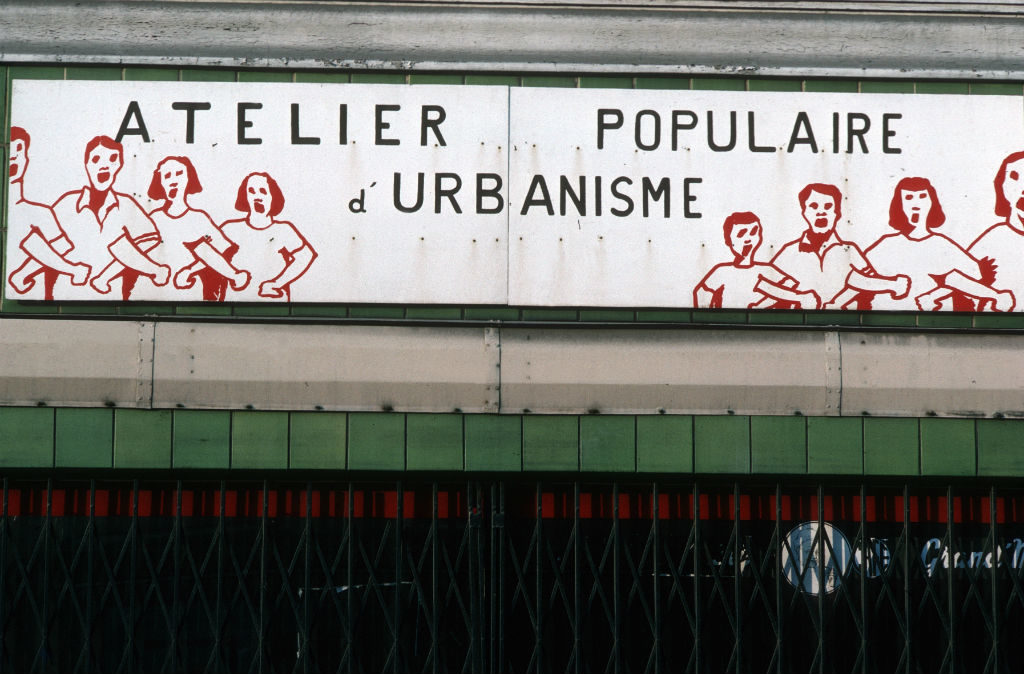 ATELIER POPULAIRE
d'URBANISME